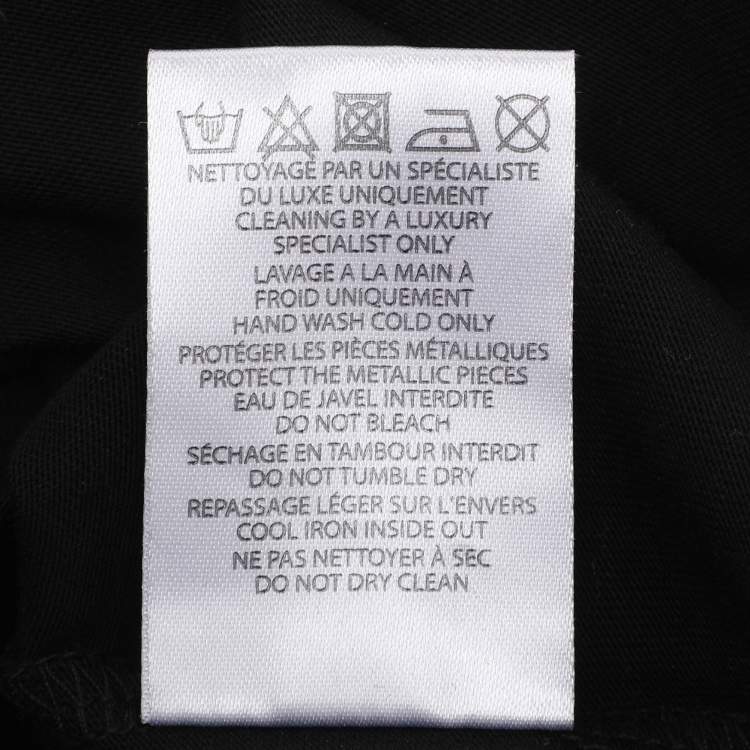 NETTOYAGE PAR UN SPÉCIALISTE
DU LUXE UNIQUEMENT
CLEANING BY A LUXURY
SPECIALIST ONLY
LAVAGE A LA MAIN À
FROID UNIQUEMENT
HAND WASH COLD ONLY
PROTÉGER LES PIÈCES MÉTALLIQUES
PROTECT THE METALLIC PIECES
EAU DE JAVEL INTERDITE
DO NOT BLEACH
SÉCHAGE EN TAMBOUR INTERDIT
DO NOT TUMBLE DRY
REPASSAGE LÉGER SUR L'ENVERS
COOL IRON INSIDE OUT
NE PAS NETTOYER À SEC
DO NOT DRY CLEAN